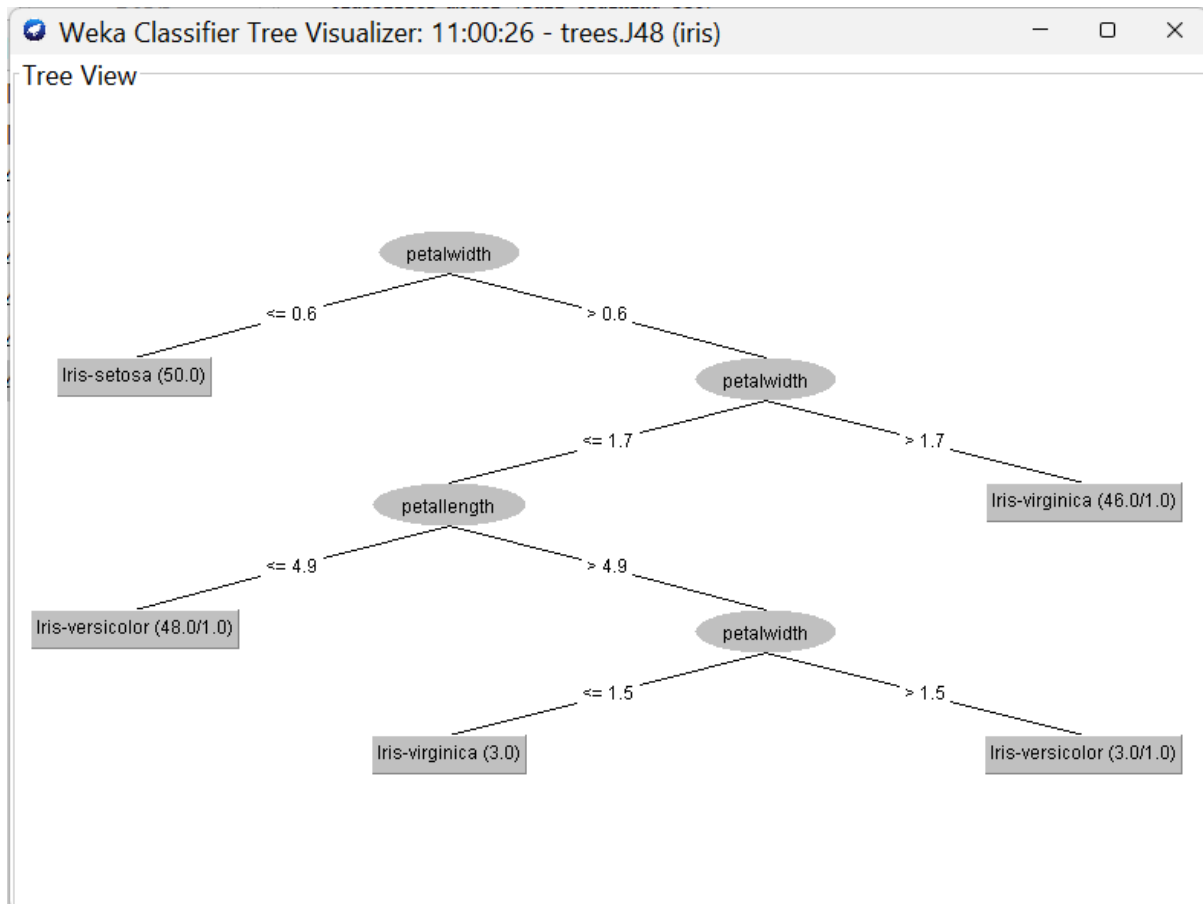 Weka Classifier Tree Visualizer: 11:00:26 - trees.J48 (iris)
Tree View
petalwidth
<= 0.6
> 0.6
Iris-setosa (50.0)
petalwidth
<= 1.7
> 1.7
petallength
Iris-virginica (46.0/1.0)
<= 4.9
> 4.9
Iris-versicolor (48.0/1.0)
petalwidth
<= 1.5
> 1.5
Iris-virginica (3.0)
Iris-versicolor (3.0/1.0)